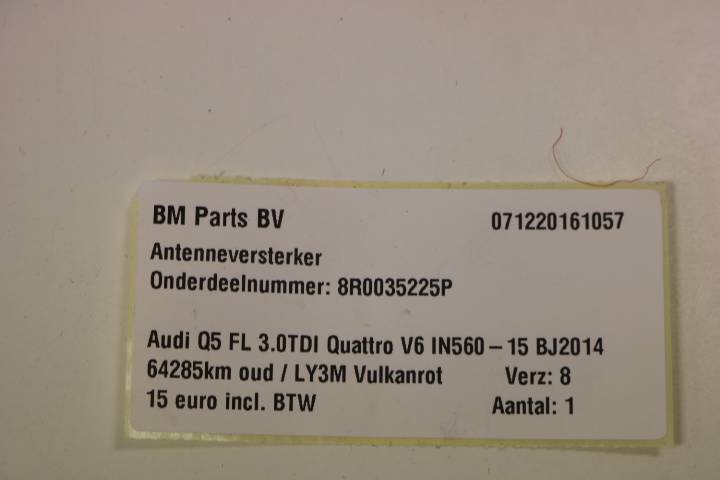 BM Parts BV 071220161057
Antenneversterker
Onderdeelnummer: 8R0035225P
Audi Q5 FL 3.0TDI Quattro V6 IN560 – 15 BJ2014
64285km oud / LY3M Vulkanrot Verz: 8
15 euro incl. BTW Aantal: 1